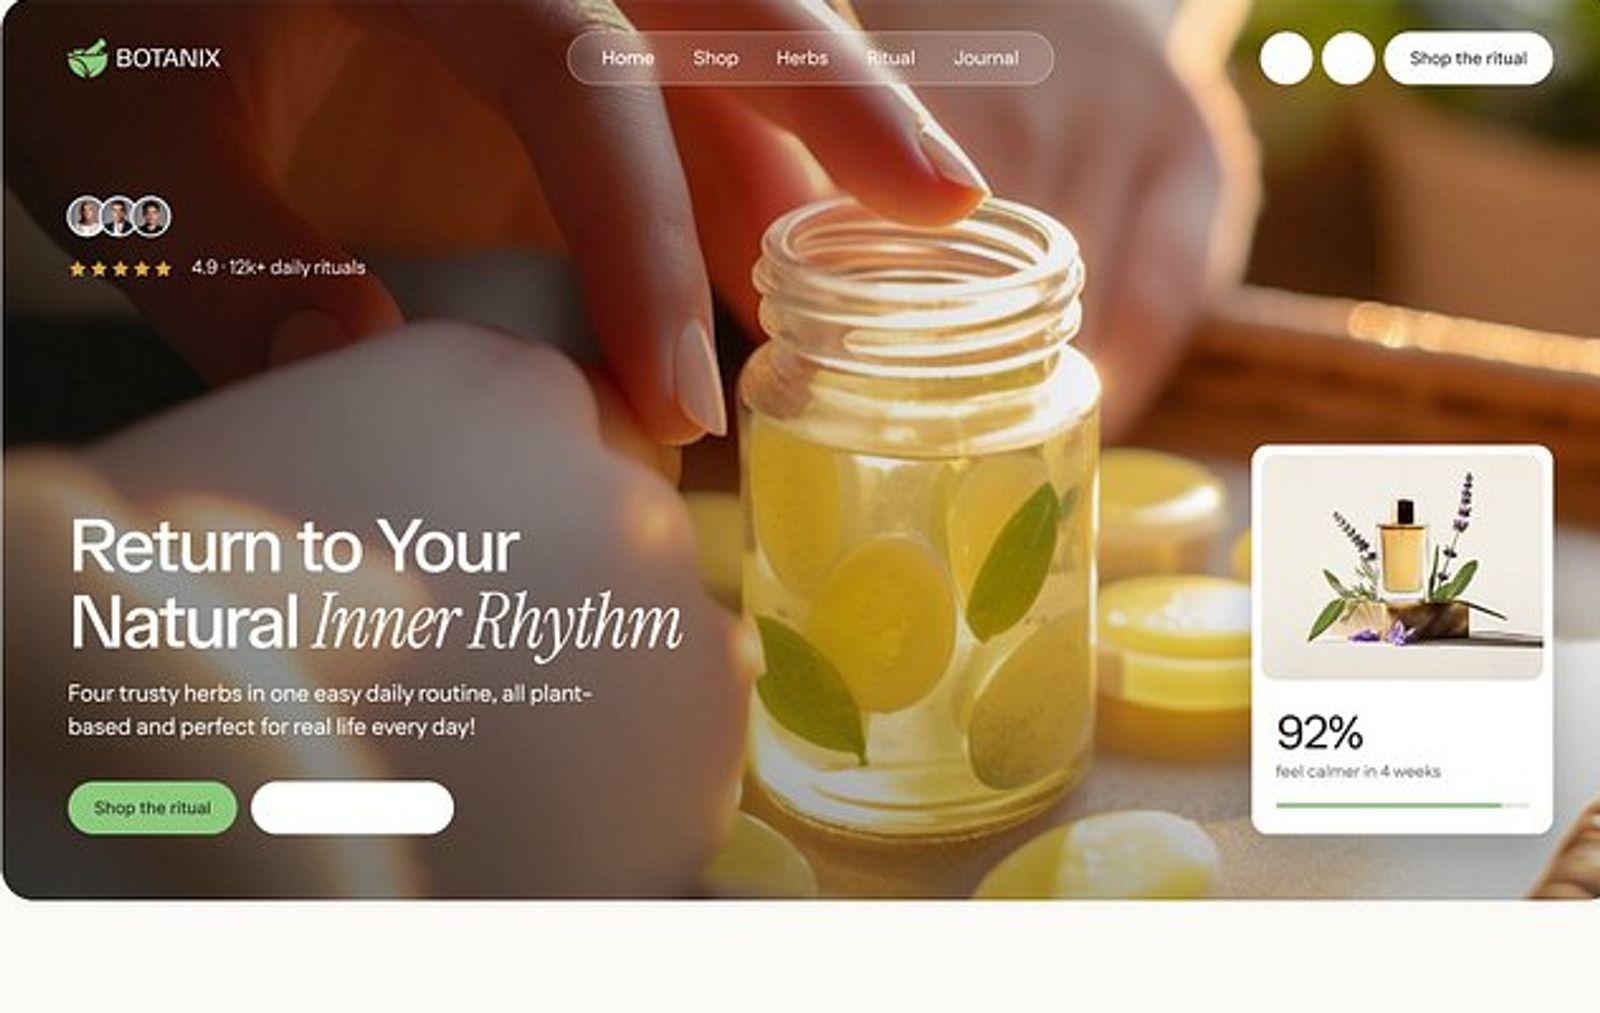 BOTANIX
Home
Shop
Herbs
Ritual
Journal
Shop the ritual
4.9 · 12k+ daily rituals
Return to Your
Natural Inner Rhythm
Four trusty herbs in one easy daily routine, all plant-
based and perfect for real life every day!
Shop the ritual
92%
feel calmer in 4 weeks